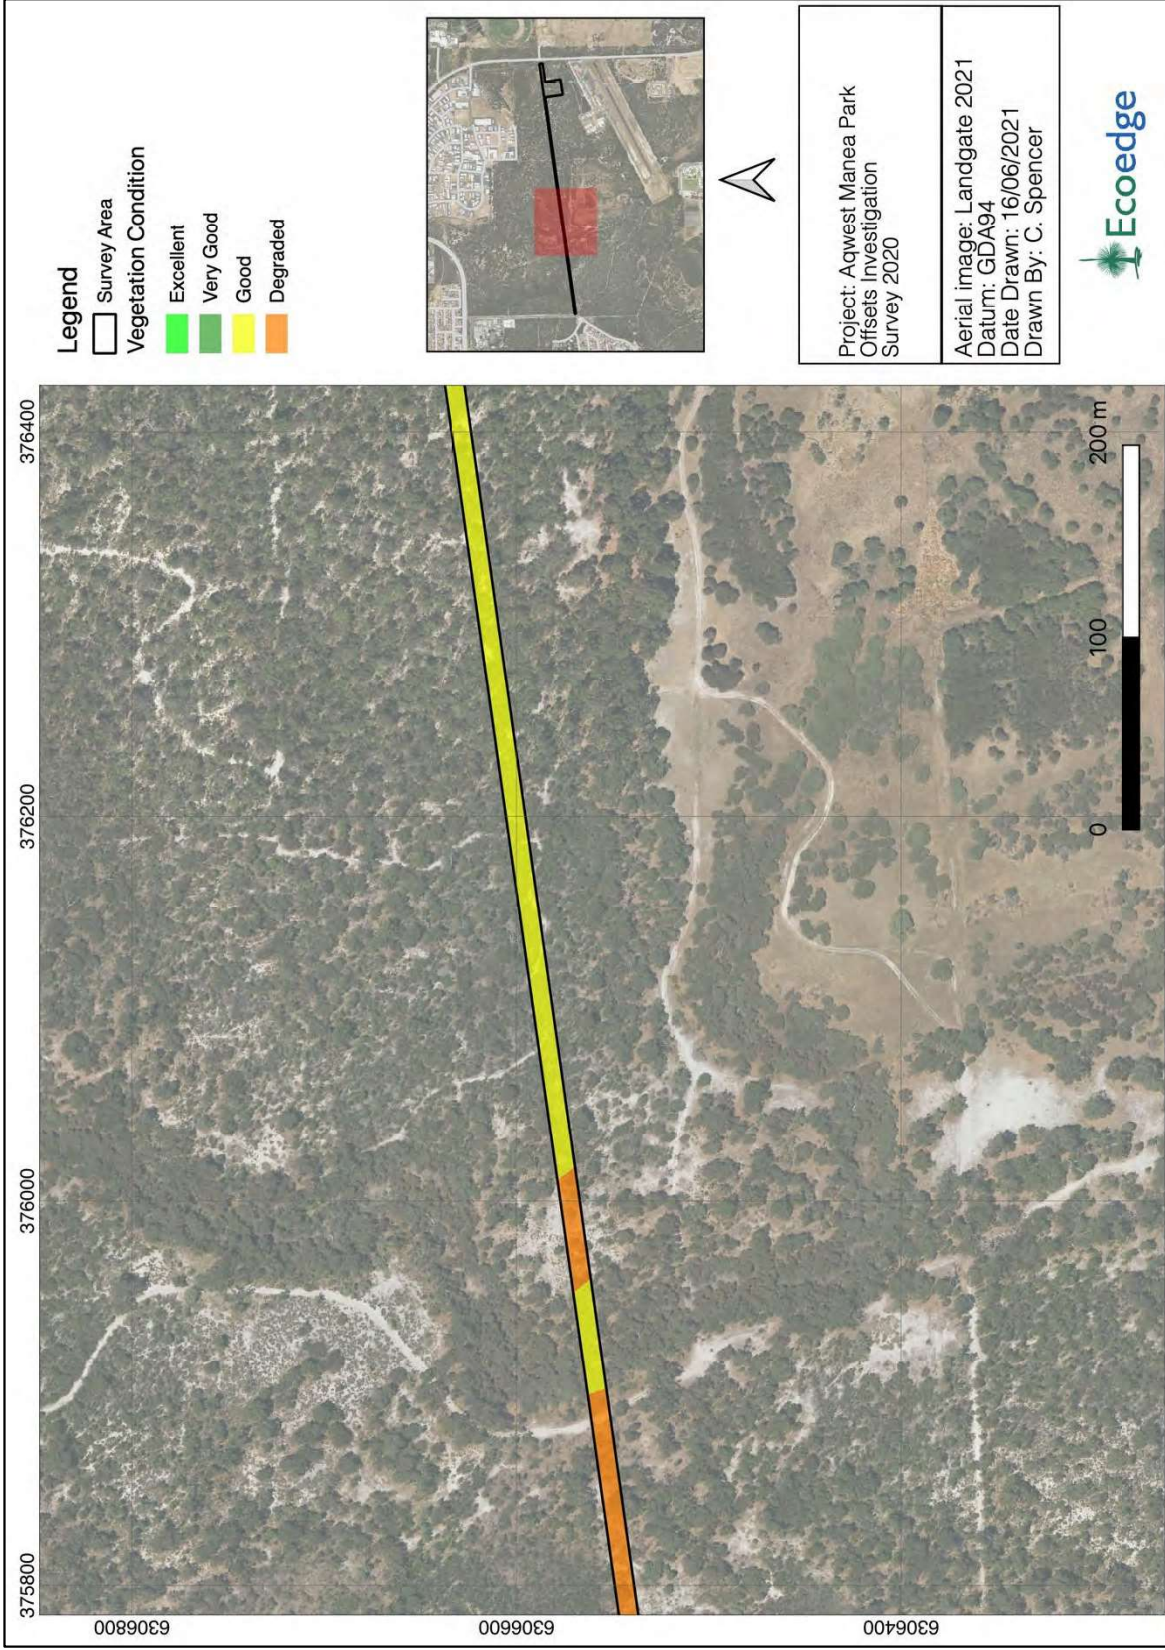 375800
376000
376200
376400
6306800
6306600
6306400
0
100
200 m
Legend
Survey Area
Vegetation Condition
Excellent
Very Good
Good
Degraded
Project: Aqwest Manea Park
Offsets Investigation
Survey 2020
Aerial image: Landgate 2021
Datum: GDA94
Date Drawn: 16/06/2021
Drawn By: C. Spencer
Ecoedge